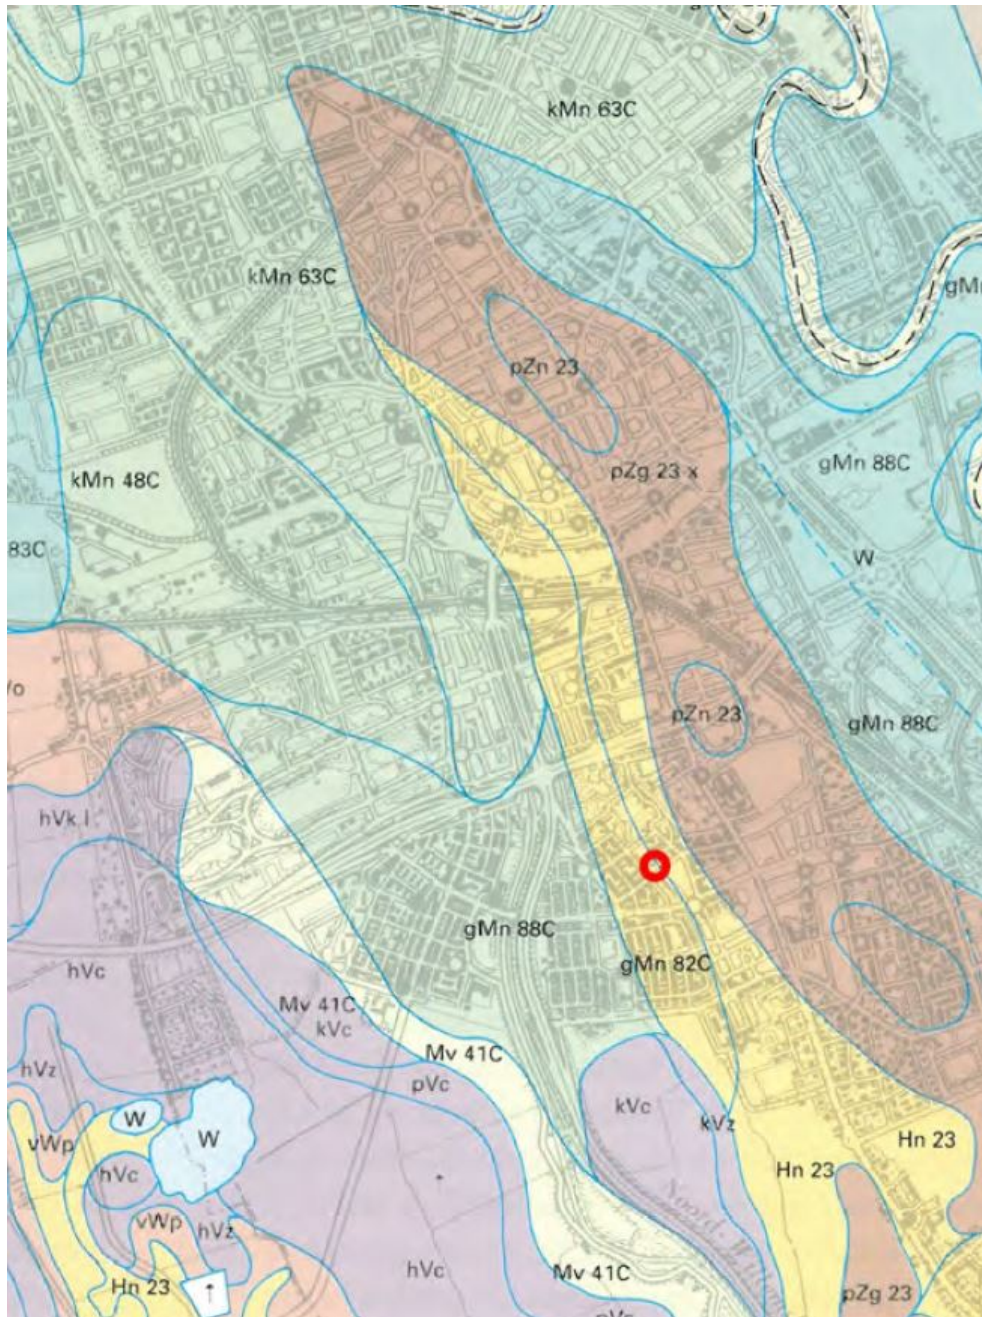 kMn 63C
kMn 63C
gMn
pZn 23
kMn 48C
pZg 23 x
gMn 88C
83C
W
pZn 23
gMn 88C
hVk l
gMn 88C
gMn 82C
hVc
Mv 41C
kVc
Mv 41C
hVz
pVc
W
W
kVc
kVz
vWp
hVc
Hn 23
Hn 23
vWp
hVz
Noord-W
hVc
Hn 23
Mv 41C
pZg 23